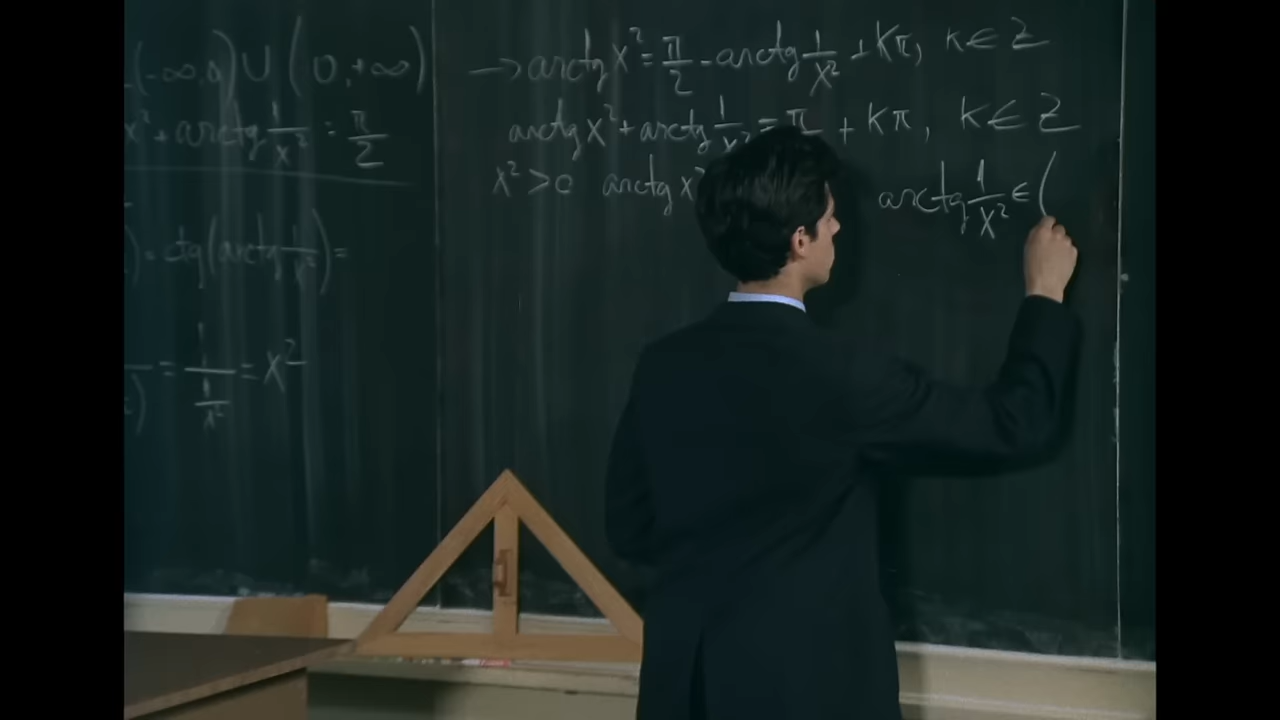 (-∞, 0) ∪ (0, +∞)
x² + arctg 1/x² = π/2
) = ctg(arctg 1/x²) =
= 1/(1/x²) = x²
→ arctg x² = π/2 - arctg 1/x² + kπ, k ∈ Z
arctg x² + arctg 1/x² = π + kπ, k ∈ Z
x² > 0 arctg x² arctg 1/x² ∈ (